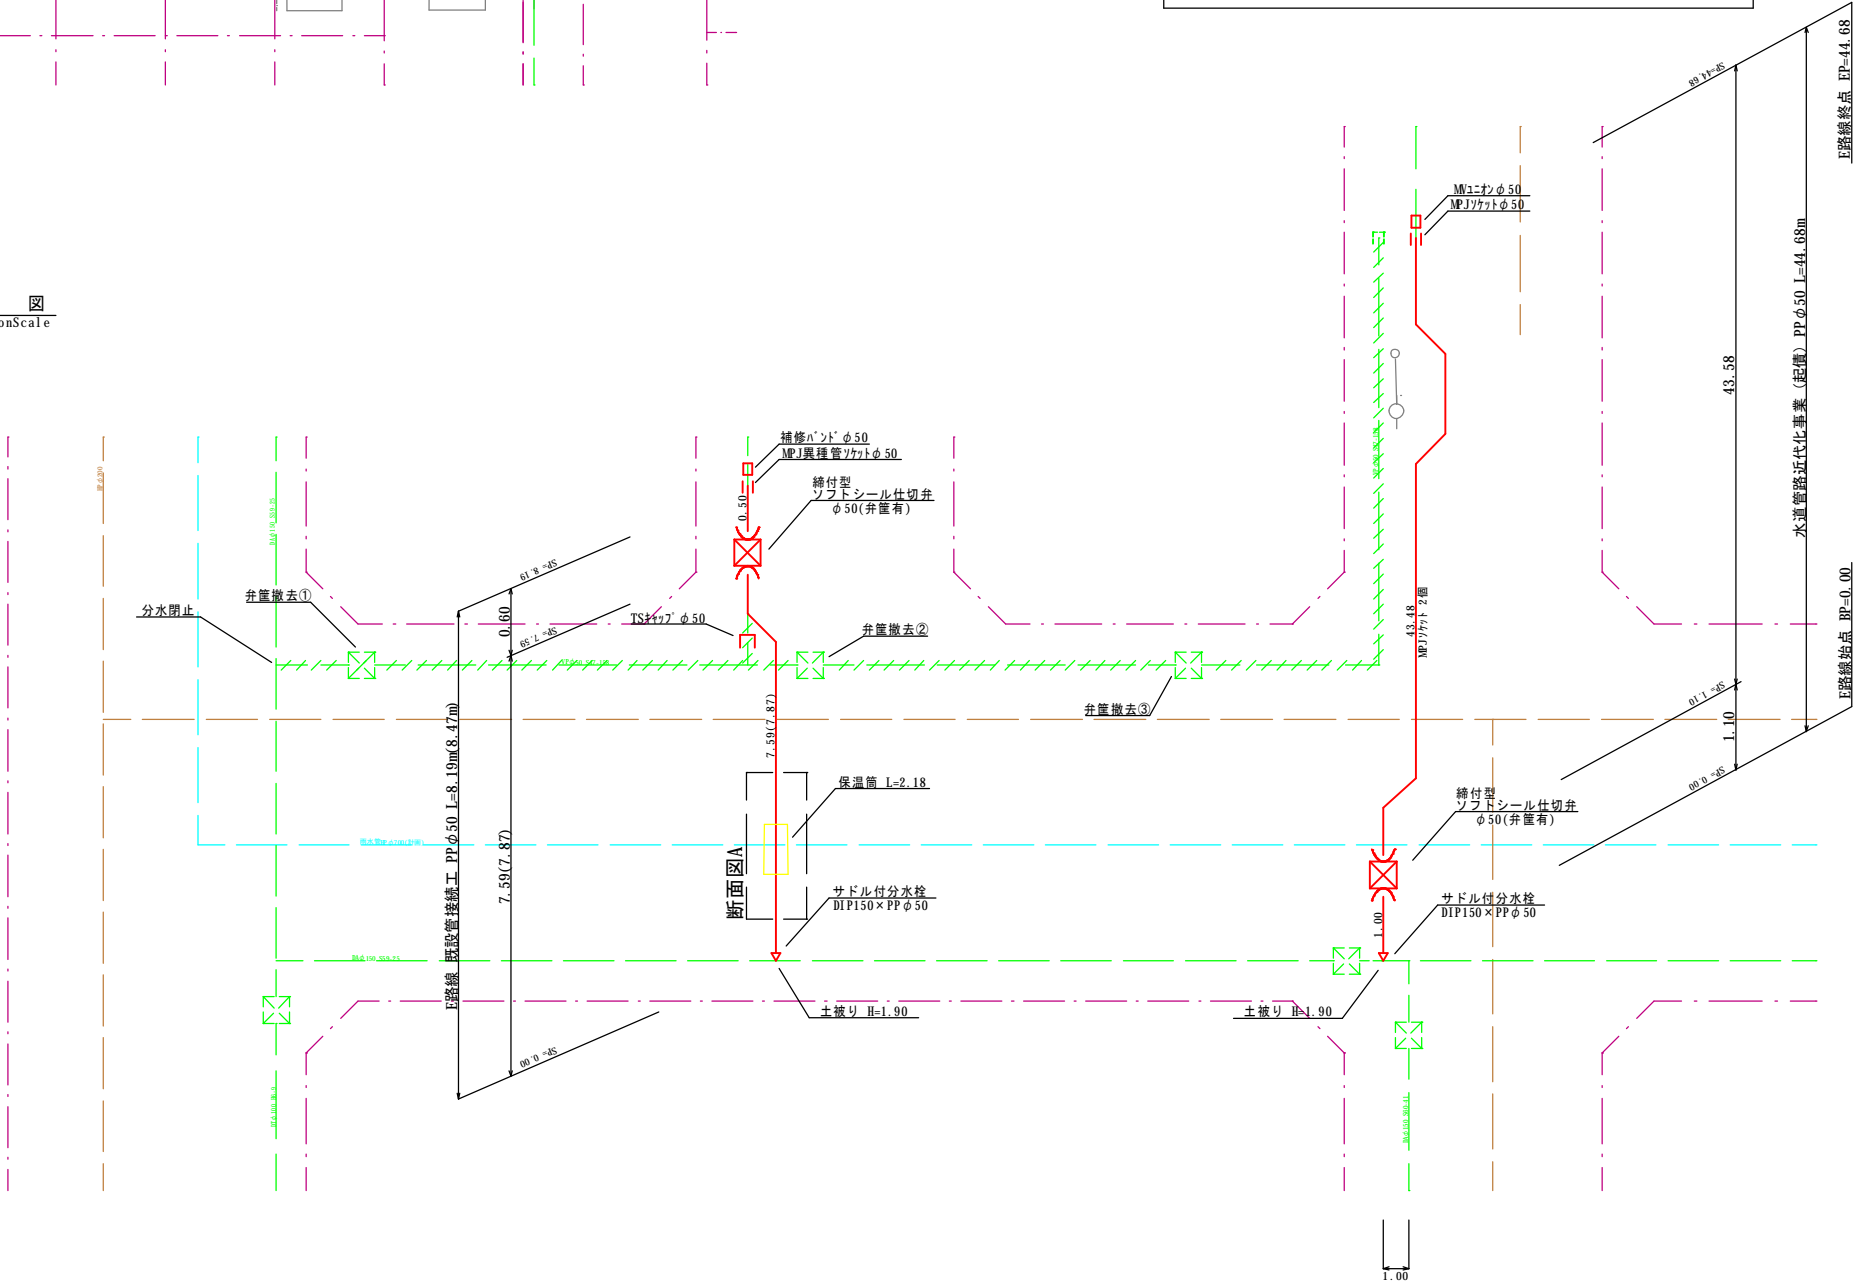 図
onScale
SP=44.68
E路線終点 EP=44.68
MVユニオンφ50
MPJソケットφ50
水道管路近代化事業(起債) PPφ50 L=44.68m
43.58
補修バンドφ50
MPJ異種管ソケットφ50
0.50
締付型
ソフトシール仕切弁
φ50(弁筐有)
SP= 8.19
0.60
SP= 7.59
弁筐撤去①
分水閉止
TSキャップφ50
弁筐撤去②
43.48
MPJソケット 2個
E路線始点 BP=0.00
SP= 1.10
1.10
弁筐撤去③
7.59(7.87)
E路線 既設管接続工 PPφ50 L=8.19m(8.47m)
7.59(7.87)
保温筒 L=2.18
SP= 0.00
締付型
ソフトシール仕切弁
φ50(弁筐有)
断面図A
サドル付分水栓
DIP150×PPφ50
サドル付分水栓
DIP150×PPφ50
1.00
土被り H=1.90
土被り H=1.90
SP= 0.00
1.00